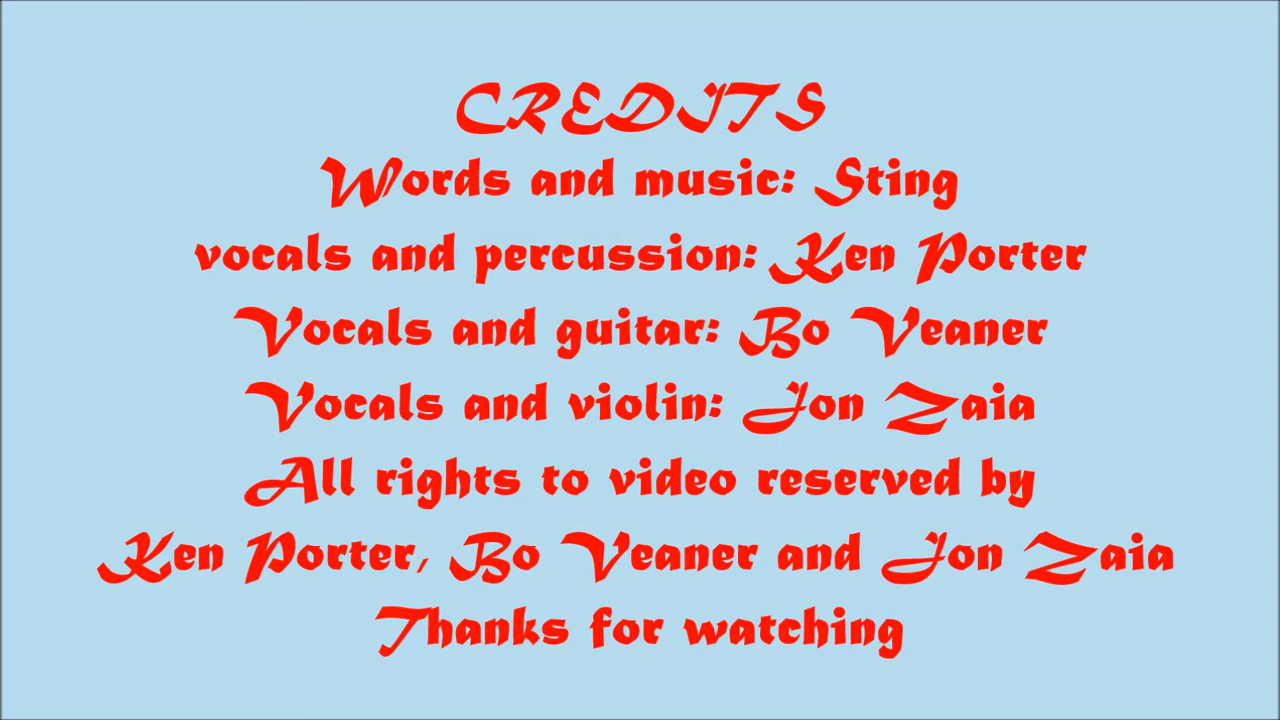 CREDITS
Words and music: Sting
vocals and percussion: Ken Porter
Vocals and guitar: Bo Veaner
Vocals and violin: Jon Zaia
All rights to video reserved by
Ken Porter, Bo Veaner and Jon Zaia
Thanks for watching